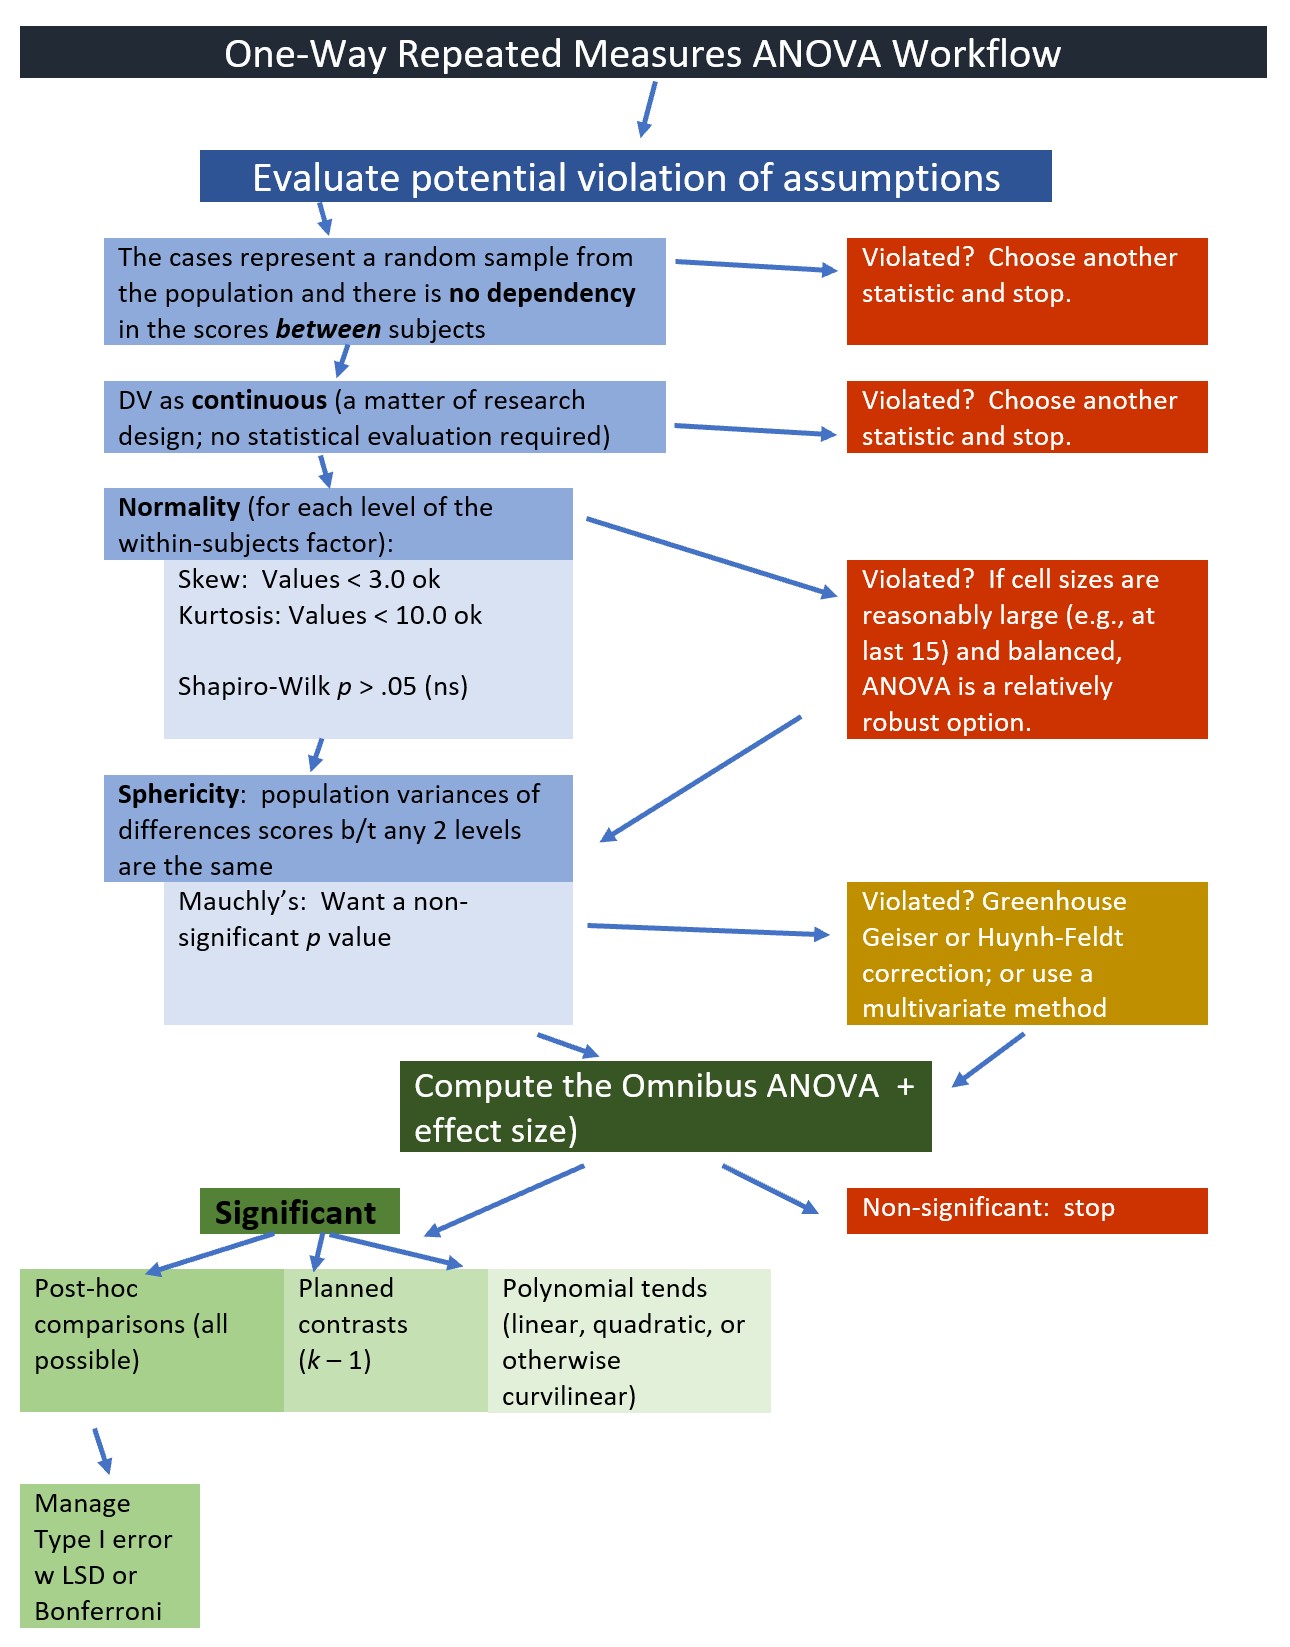 One-Way Repeated Measures ANOVA Workflow
Evaluate potential violation of assumptions
The cases represent a random sample from
the population and there is no dependency
in the scores between subjects
Violated?  Choose another
statistic and stop.
DV as continuous (a matter of research
design; no statistical evaluation required)
Violated?  Choose another
statistic and stop.
Normality (for each level of the
within-subjects factor):
Skew:  Values < 3.0 ok
Kurtosis: Values < 10.0 ok
Shapiro-Wilk p > .05 (ns)
Violated?  If cell sizes are
reasonably large (e.g., at
last 15) and balanced,
ANOVA is a relatively
robust option.
Sphericity:  population variances of
differences scores b/t any 2 levels
are the same
Mauchly’s:  Want a non-
significant p value
Violated? Greenhouse
Geiser or Huynh-Feldt
correction; or use a
multivariate method
Compute the Omnibus ANOVA  +
effect size)
Significant
Non-significant:  stop
Post-hoc
comparisons (all
possible)
Planned
contrasts
(k – 1)
Polynomial tends
(linear, quadratic, or
otherwise
curvilinear)
Manage
Type I error
w LSD or
Bonferroni